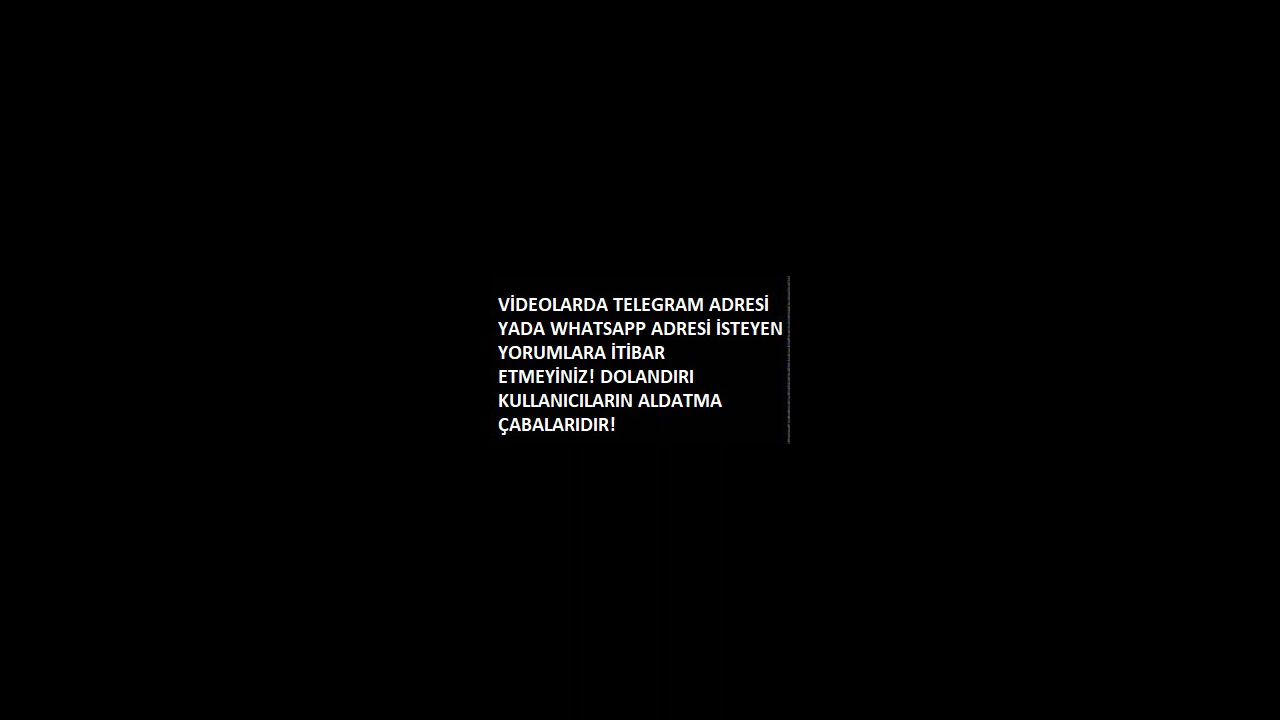 VİDEOLARDA TELEGRAM ADRESİ
YADA WHATSAPP ADRESİ İSTEYEN
YORUMLARA İTİBAR
ETMEYİNİZ! DOLANDIRI
KULLANICILARIN ALDATMA
ÇABALARIDIR!